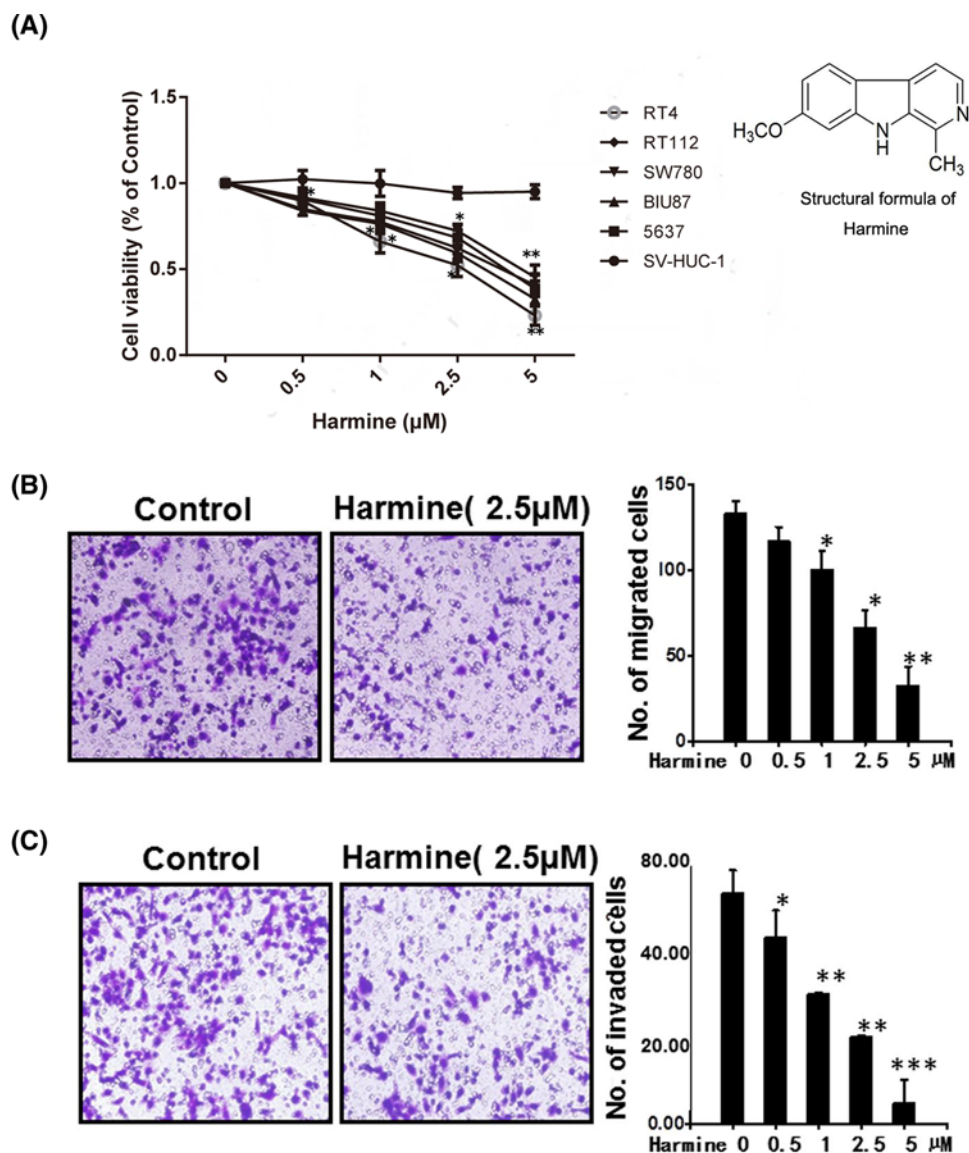 (A)
1.5
1.0
0.5
0.0
Cell viability (% of Control)
0
0.5
1
2.5
5
Harmine (μM)
*
*
*
*
*
**
**
RT4
RT112
SW780
BIU87
5637
SV-HUC-1
H₃CO
NH
N
CH₃
Structural formula of
Harmine
(B)
Control
Harmine( 2.5μM)
No. of migrated cells
150
100
50
0
*
*
**
Harmine 0 0.5 1 2.5 5 μM
(C)
Control
Harmine( 2.5μM)
No. of invaded cells
80.00
40.00
20.00
0.00
*
**
**
***
Harmine 0 0.5 1 2.5 5 μM